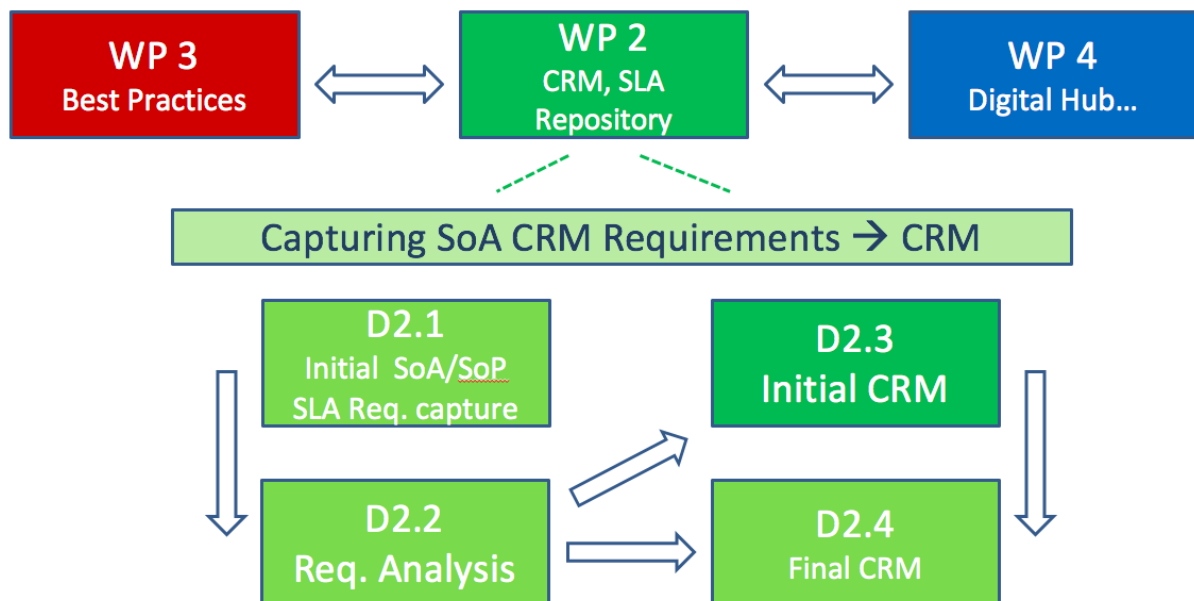 WP 3
Best Practices
WP 2
CRM, SLA
Repository
WP 4
Digital Hub...
Capturing SoA CRM Requirements → CRM
D2.1
Initial SoA/SoP
SLA Req. capture
D2.3
Initial CRM
D2.2
Req. Analysis
D2.4
Final CRM